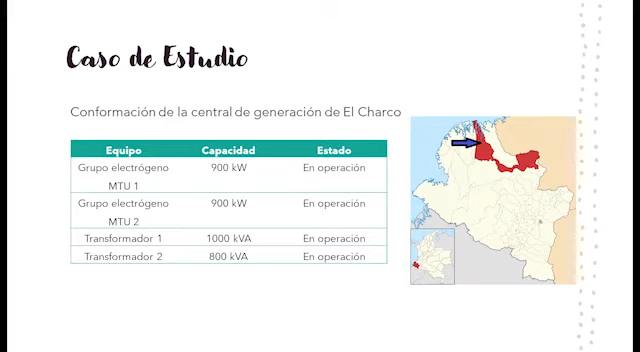 Caso de Estudio
Conformación de la central de generación de El Charco
Equipo Capacidad Estado
Grupo electrógeno 900 kW En operación
MTU 1
Grupo electrógeno 900 kW En operación
MTU 2
Transformador 1 1000 kVA En operación
Transformador 2 800 kVA En operación